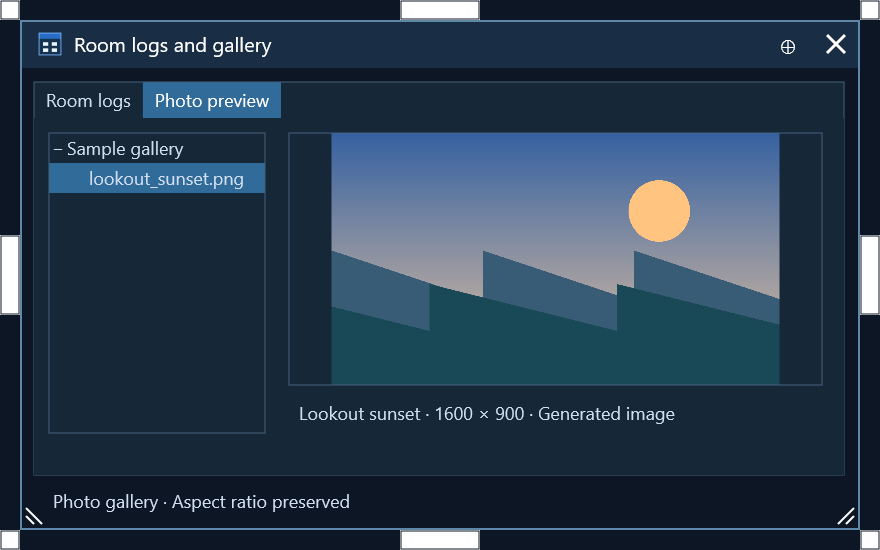 Room logs and gallery
Room logs
Photo preview
– Sample gallery
lookout_sunset.png
Lookout sunset · 1600 × 900 · Generated image
Photo gallery · Aspect ratio preserved